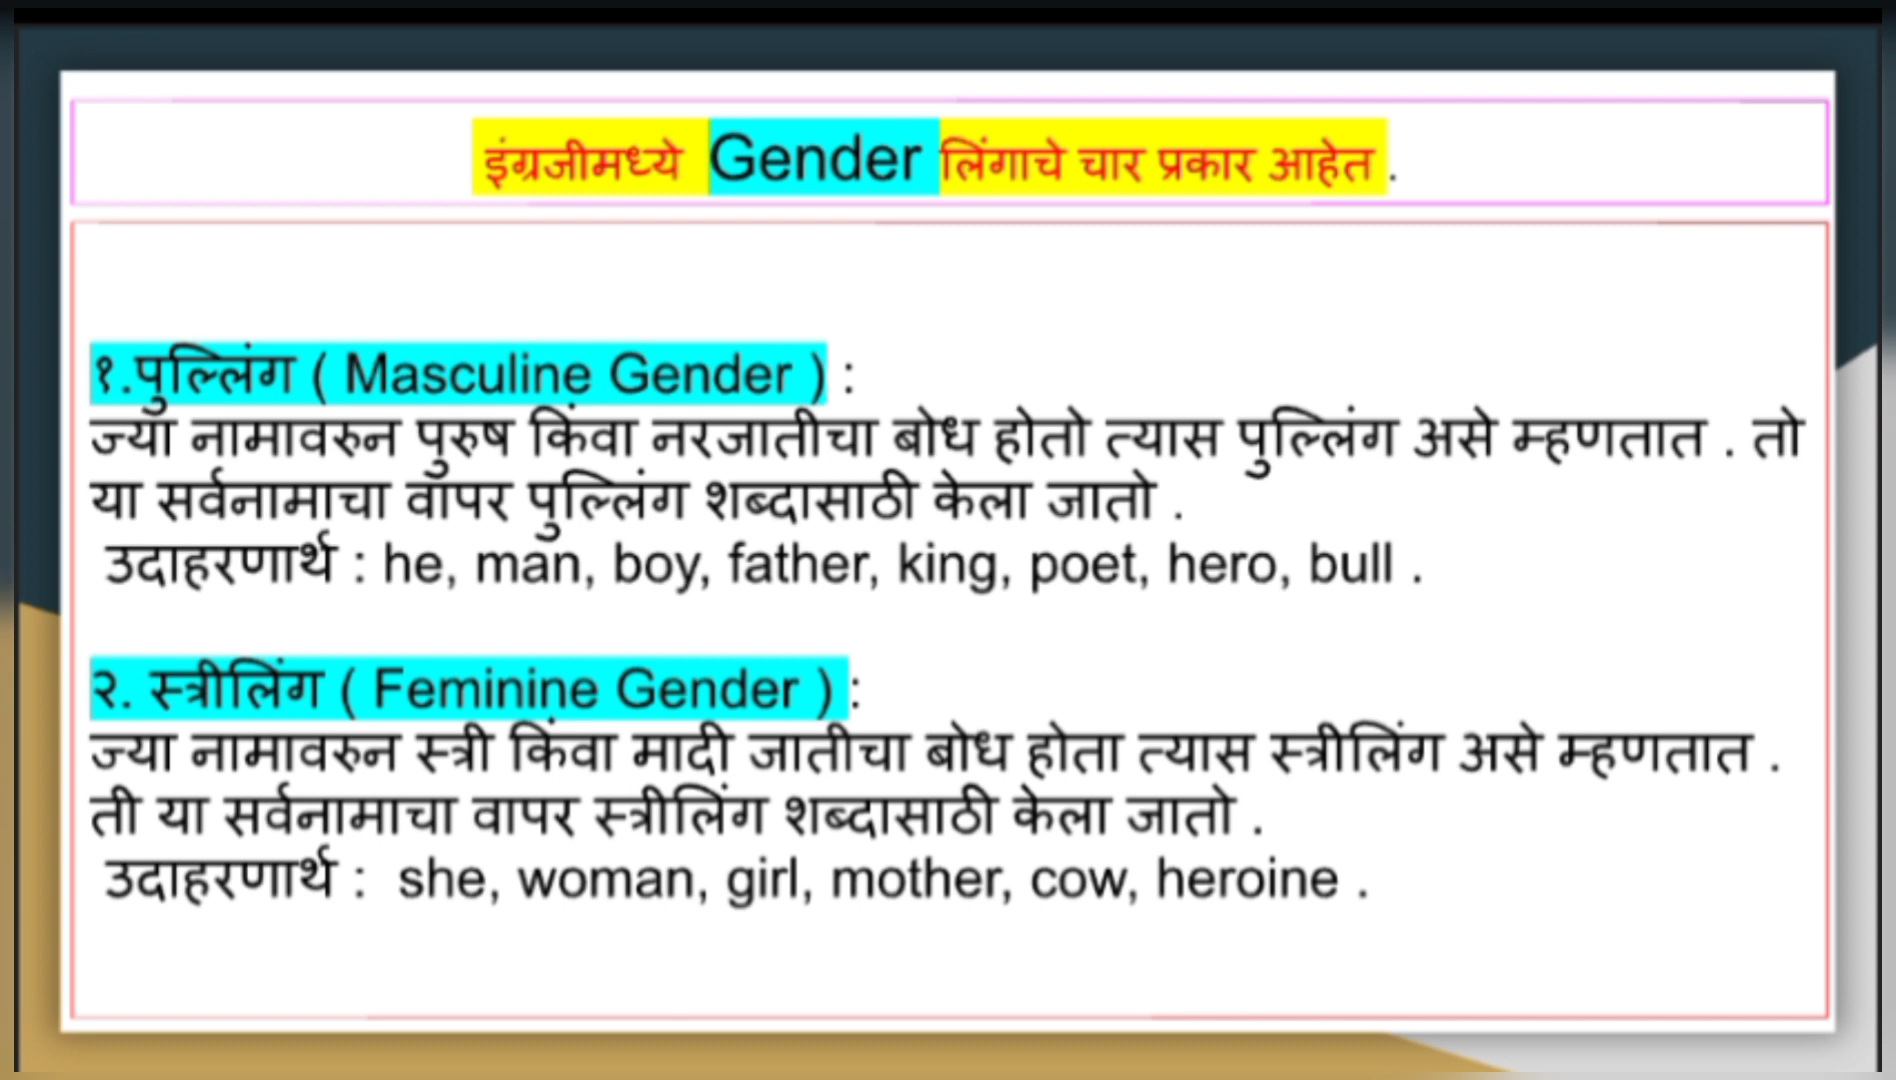 इंग्रजीमध्ये Gender लिंगाचे चार प्रकार आहेत .
१.पुल्लिंग ( Masculine Gender ) :
ज्या नामावरुन पुरुष किंवा नरजातीचा बोध होतो त्यास पुल्लिंग असे म्हणतात . तो
या सर्वनामाचा वापर पुल्लिंग शब्दासाठी केला जातो .
उदाहरणार्थ : he, man, boy, father, king, poet, hero, bull .
२. स्त्रीलिंग ( Feminine Gender ) :
ज्या नामावरुन स्त्री किंवा मादी जातीचा बोध होता त्यास स्त्रीलिंग असे म्हणतात .
ती या सर्वनामाचा वापर स्त्रीलिंग शब्दासाठी केला जातो .
उदाहरणार्थ : she, woman, girl, mother, cow, heroine .